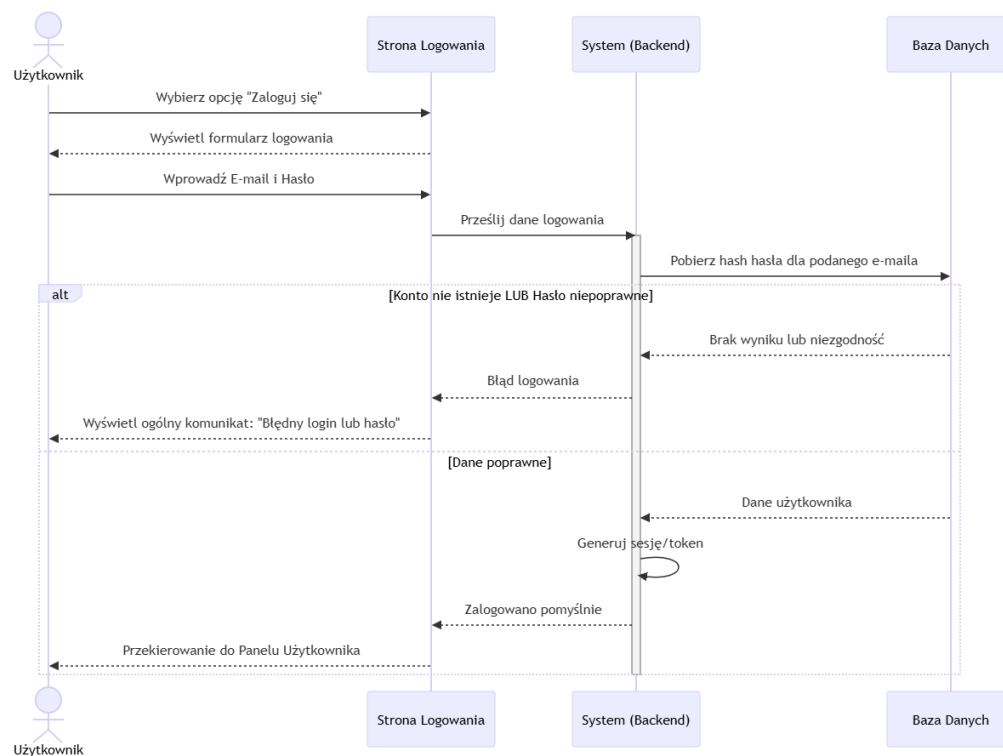 Użytkownik
Strona Logowania
System (Backend)
Baza Danych
Wybierz opcję "Zaloguj się"
Wyświetl formularz logowania
Wprowadź E-mail i Hasło
Prześlij dane logowania
Pobierz hash hasła dla podanego e-maila
alt
[Konto nie istnieje LUB Hasło niepoprawne]
Brak wyniku lub niezgodność
Błąd logowania
Wyświetl ogólny komunikat: "Błędny login lub hasło"
[Dane poprawne]
Dane użytkownika
Generuj sesję/token
Zalogowano pomyślnie
Przekierowanie do Panelu Użytkownika
Użytkownik
Strona Logowania
System (Backend)
Baza Danych